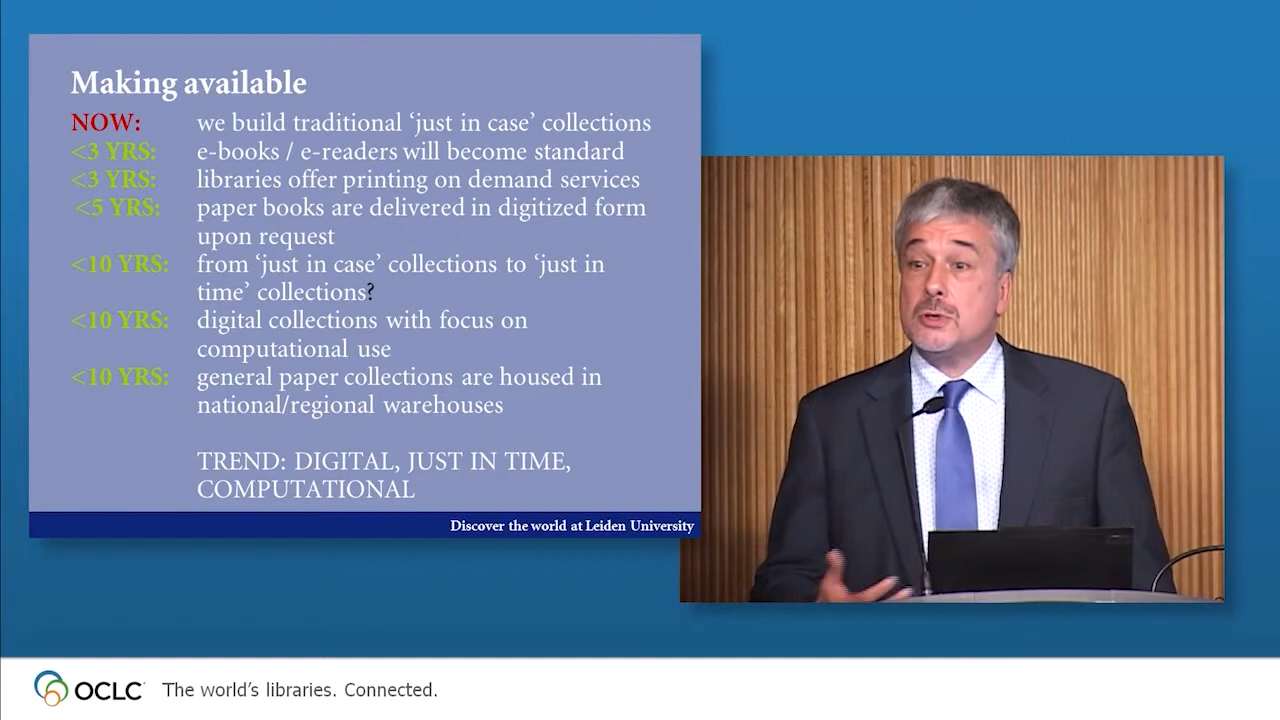 Making available
NOW: we build traditional ‘just in case’ collections
<3 YRS: e-books / e-readers will become standard
<3 YRS: libraries offer printing on demand services
<5 YRS: paper books are delivered in digitized form
upon request
<10 YRS: from ‘just in case’ collections to ‘just in
time’ collections?
<10 YRS: digital collections with focus on
computational use
<10 YRS: general paper collections are housed in
national/regional warehouses
TREND: DIGITAL, JUST IN TIME,
COMPUTATIONAL
Discover the world at Leiden University
OCLC The world’s libraries. Connected.